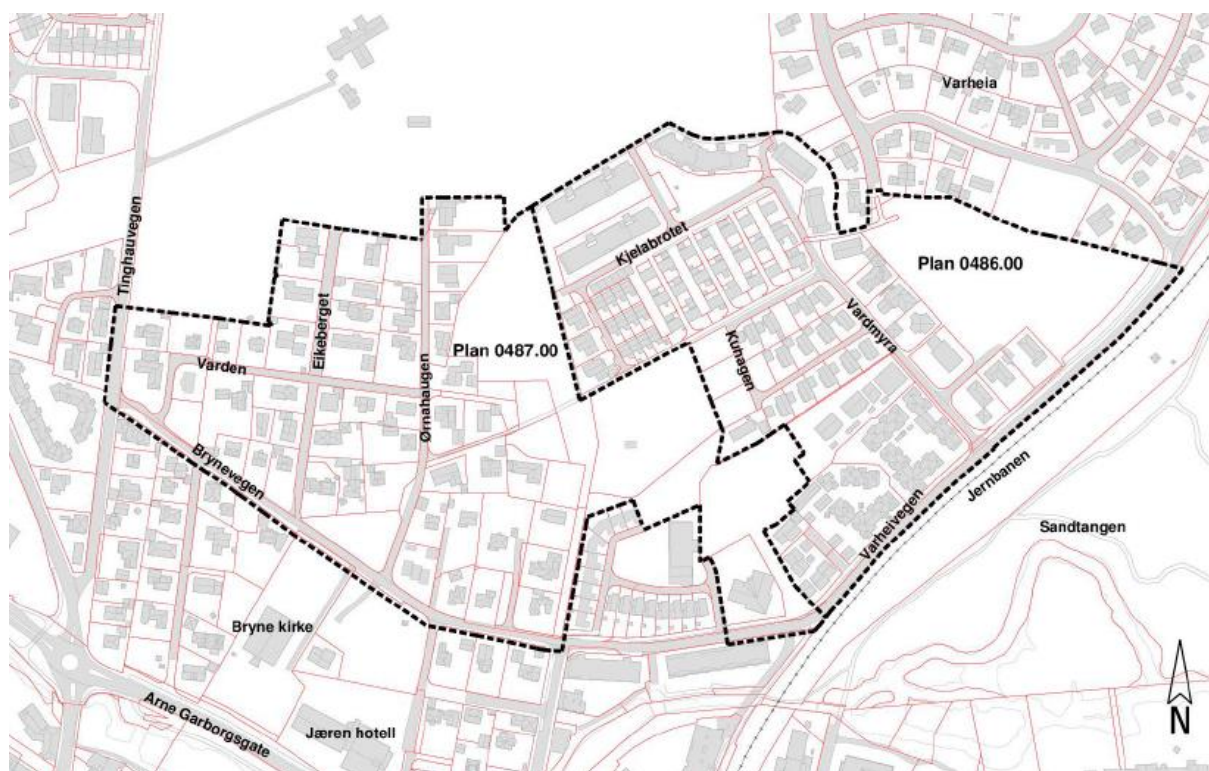 Varheia
Tinghauvegen
Kjelabrotet
Plan 0486.00
Eikeberget
Ørnahaugen
Plan 0487.00
Kuhagen
Vardmyra
Varden
Brynevegen
Jernbanen
Varheivegen
Sandtangen
Bryne kirke
Arne Garborgsgate
Jæren hotell
N